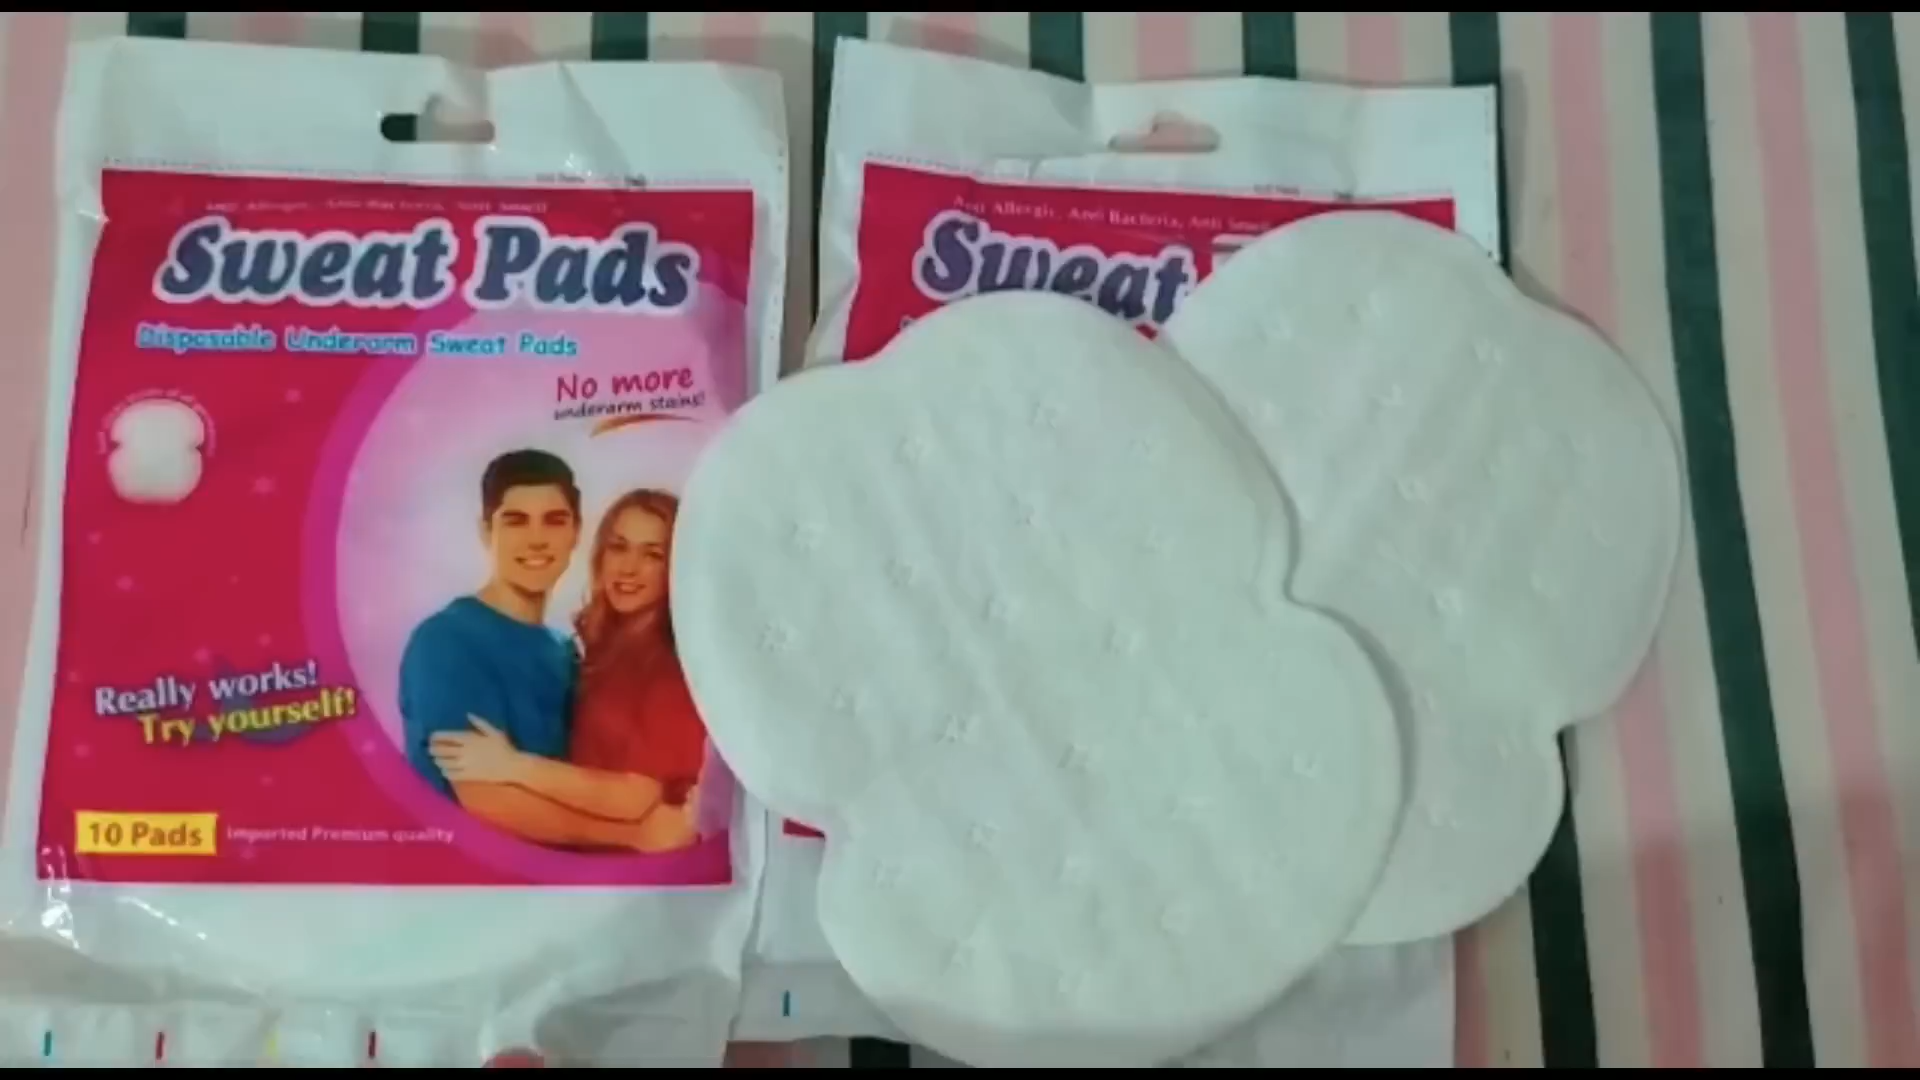 Sweat Pads
Disposable Underarm Sweat Pads
No more
underarm stains!
Really works!
Try yourself!
10 Pads
Imported Premium quality
Anti Allergic, Anti Bacteria, Anti Smell
Sweat